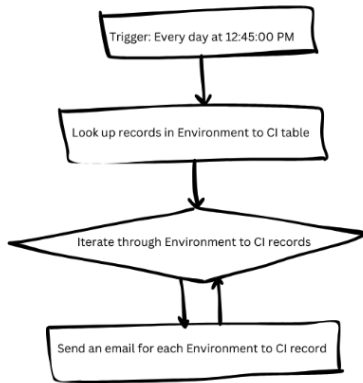 Trigger: Every day at 12:45:00 PM
Look up records in Environment to CI table
Iterate through Environment to CI records
Send an email for each Environment to CI record